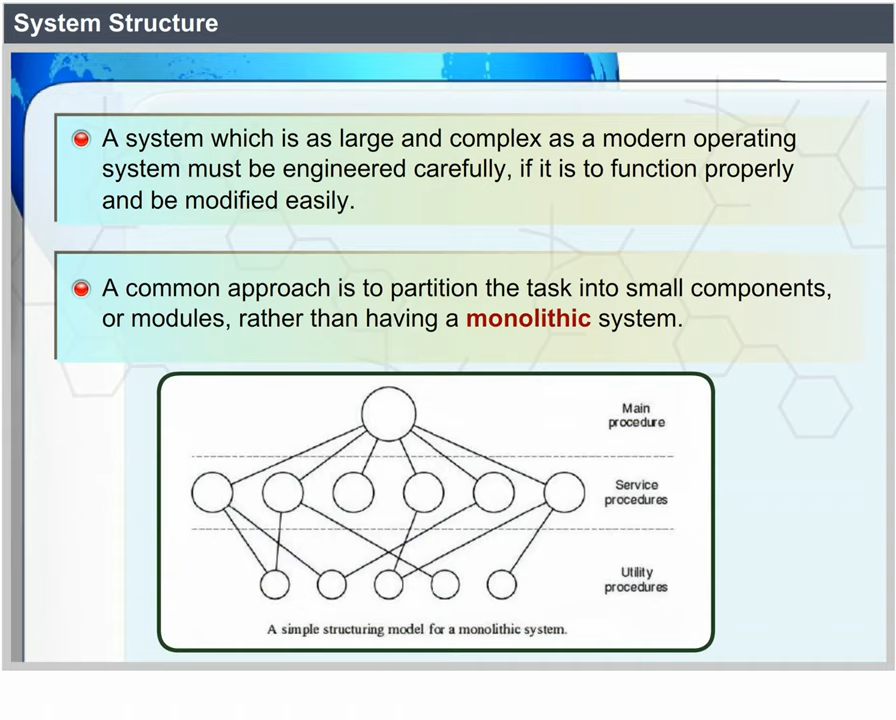 System Structure
A system which is as large and complex as a modern operating
system must be engineered carefully, if it is to function properly
and be modified easily.
A common approach is to partition the task into small components,
or modules, rather than having a monolithic system.
Main
procedure
Service
procedures
Utility
procedures
A simple structuring model for a monolithic system.